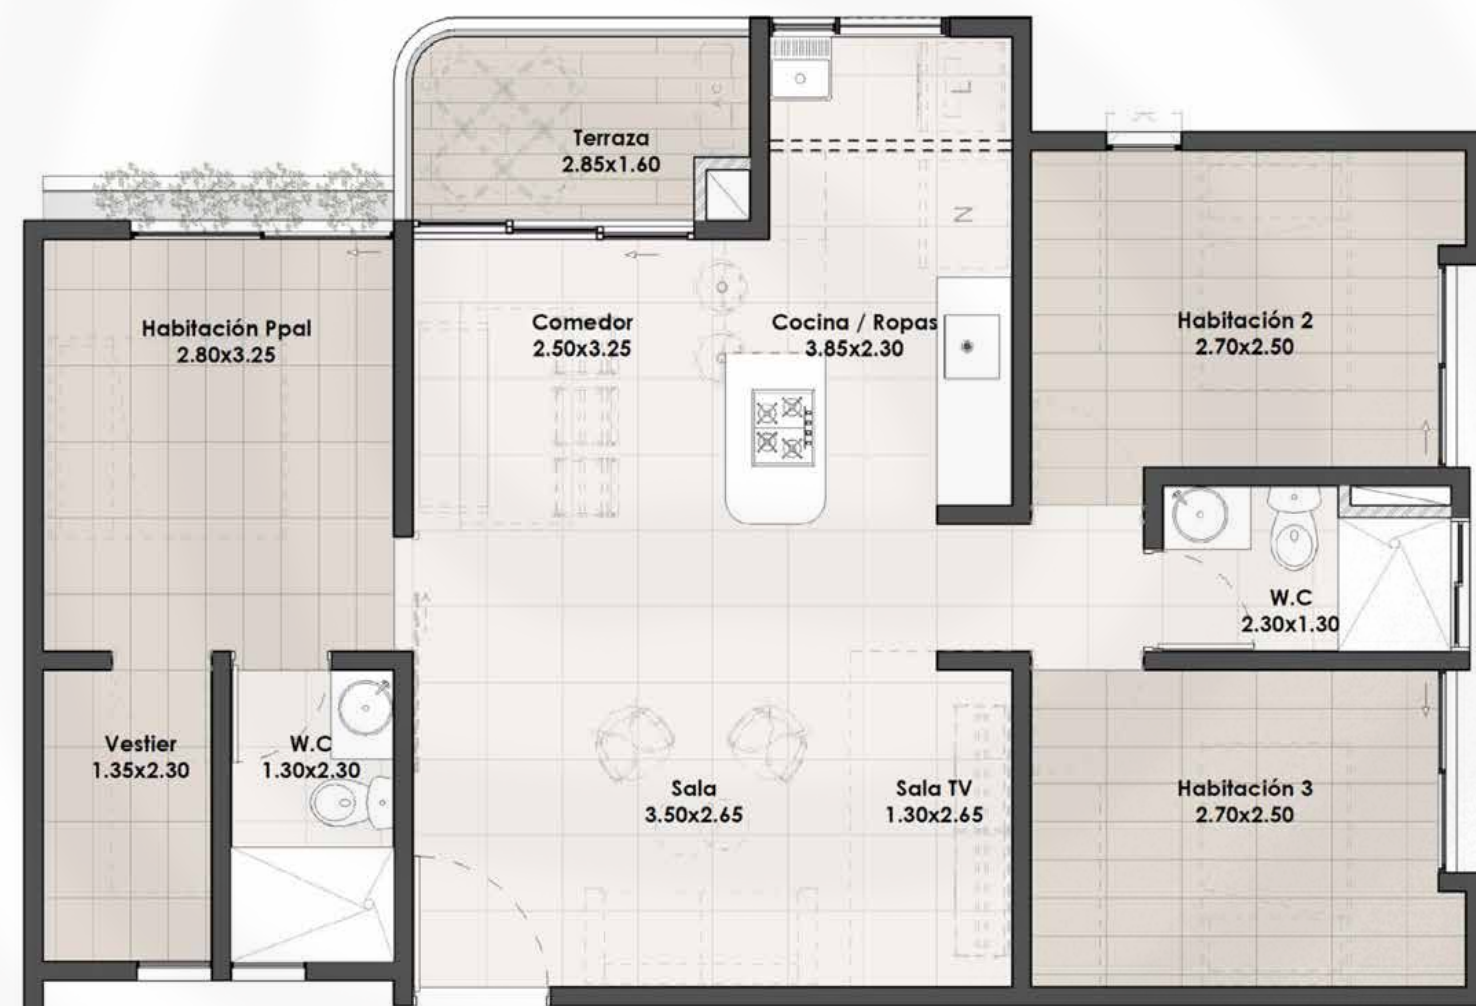 Terraza
2.85x1.60
L
N
A.C
Habitación Ppal
2.80x3.25
Comedor
2.50x3.25
Cocina / Ropas
3.85x2.30
Habitación 2
2.70x2.50
W.C
2.30x1.30
Vestier
1.35x2.30
W.C
1.30x2.30
Sala
3.50x2.65
Sala TV
1.30x2.65
Habitación 3
2.70x2.50